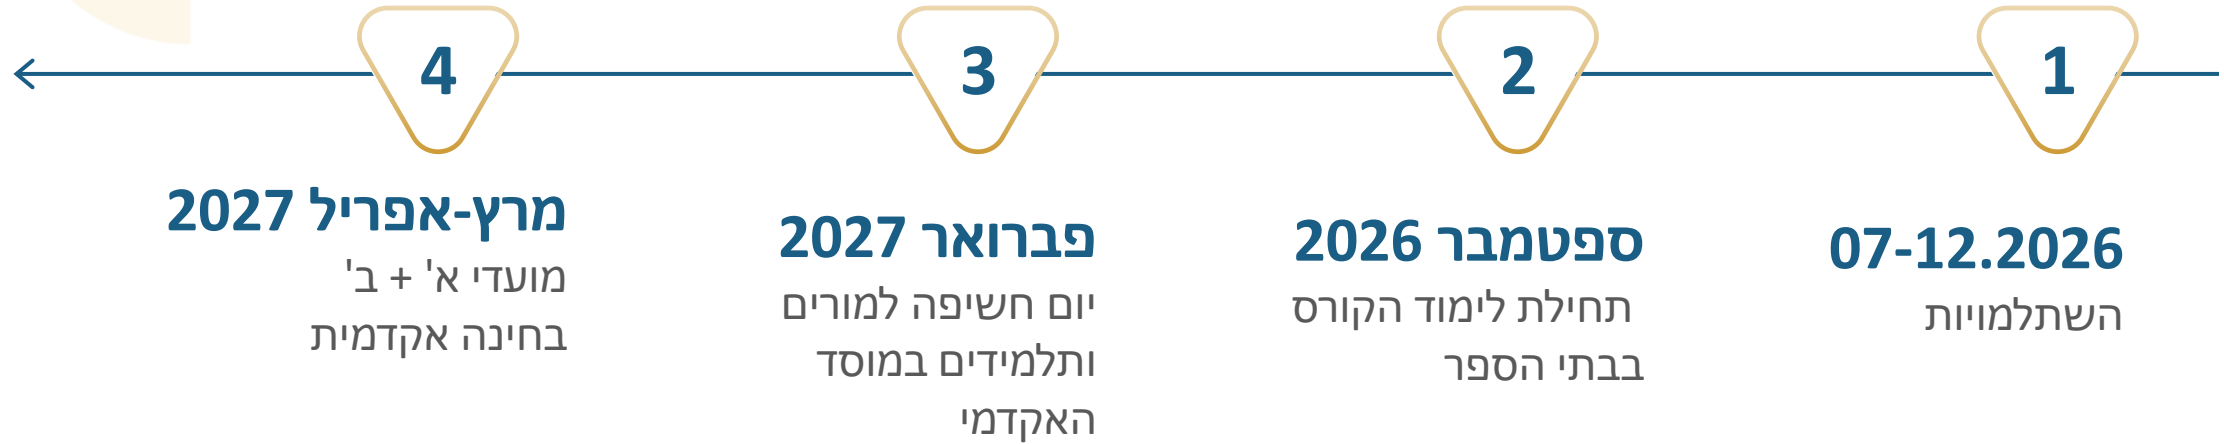 1
07-12.2026
השתלמויות
2
ספטמבר 2026
תחילת לימוד הקורס
בבתי הספר
3
פברואר 2027
יום חשיפה למורים
ותלמידים במוסד
האקדמי
4
מרץ-אפריל 2027
מועדי א' + ב'
בחינה אקדמית